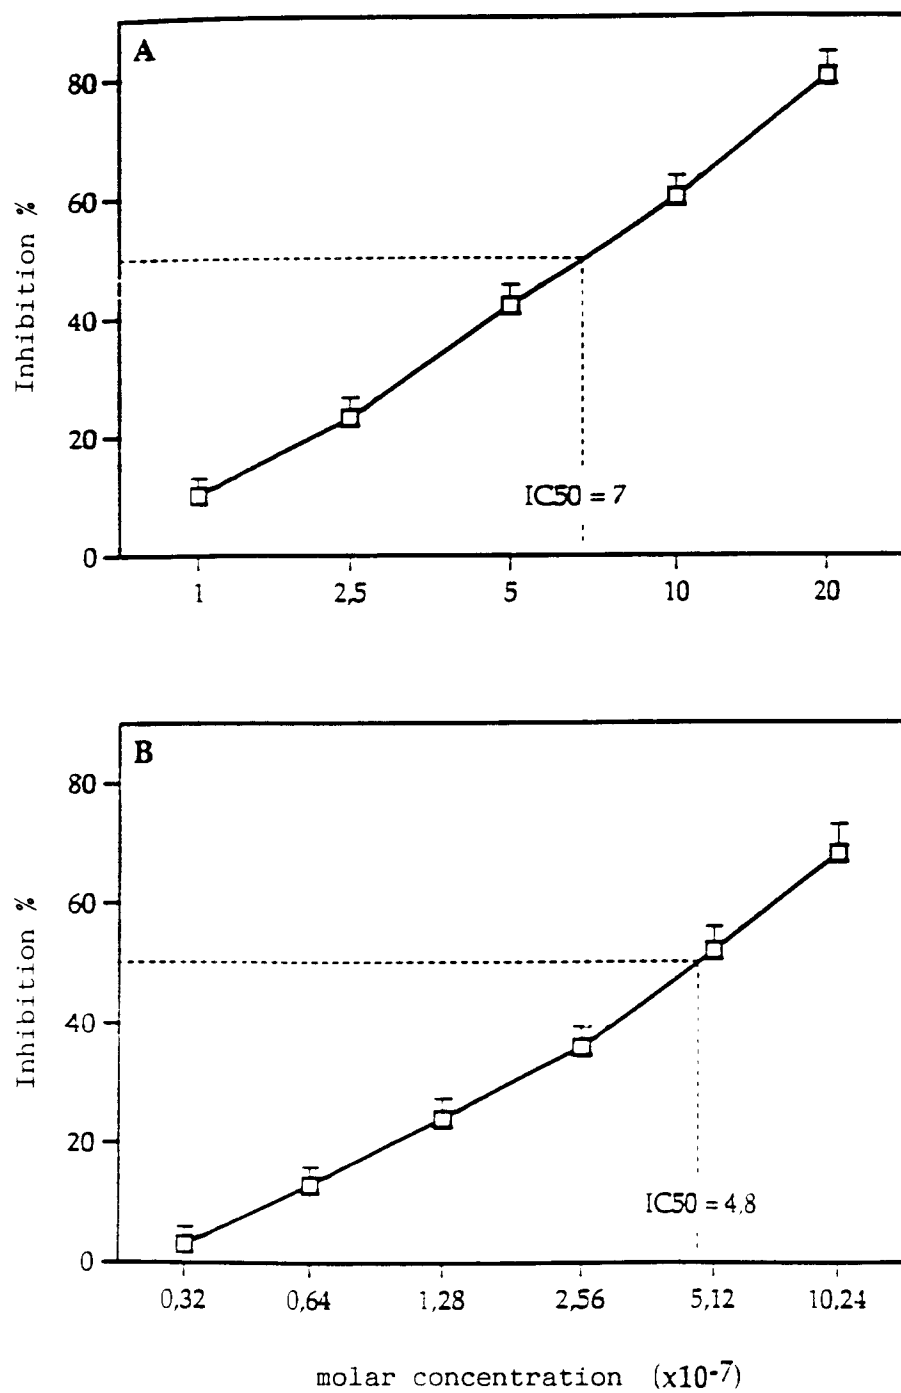 A
80
60
40
20
0
Inhibition %
IC50 = 7
1 2,5 5 10 20
B
80
60
40
20
0
Inhibition %
IC50 = 4,8
0,32 0,64 1,28 2,56 5,12 10,24
molar concentration (x10-7)